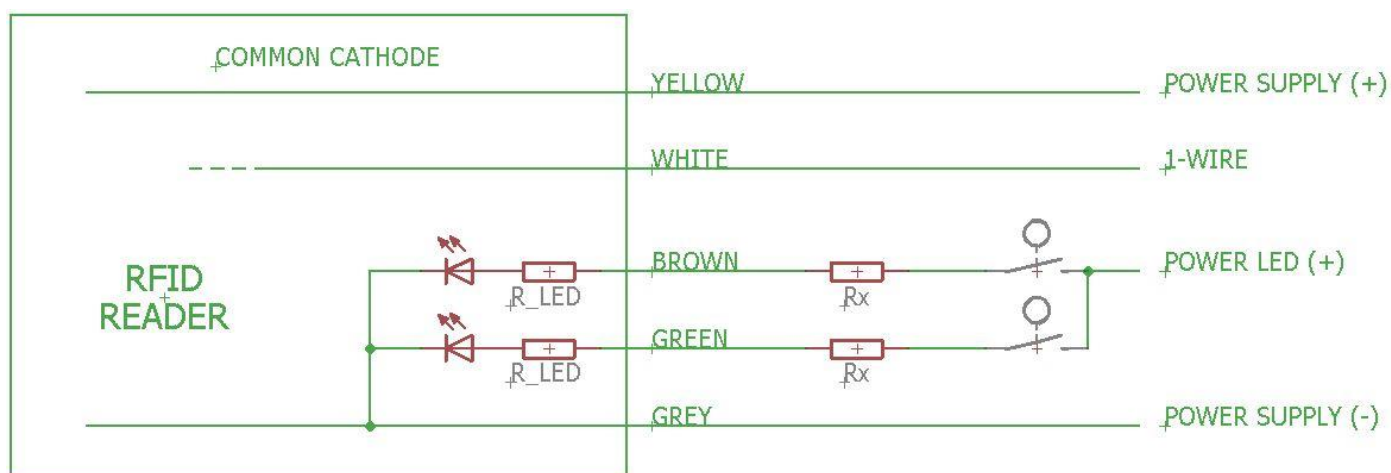 COMMON CATHODE
YELLOW
POWER SUPPLY (+)
WHITE
1-WIRE
BROWN
POWER LED (+)
R_LED
Rx
RFID
READER
GREEN
R_LED
Rx
GREY
POWER SUPPLY (-)